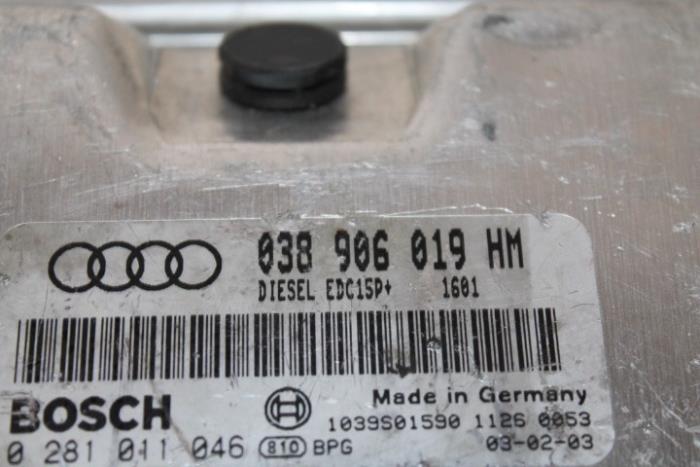 038 906 019 HM
DIESEL EDC15P+ 1601
Made in Germany
BOSCH
1039S01590 1126 0053
0 281 011 046 810 BPG 03-02-03